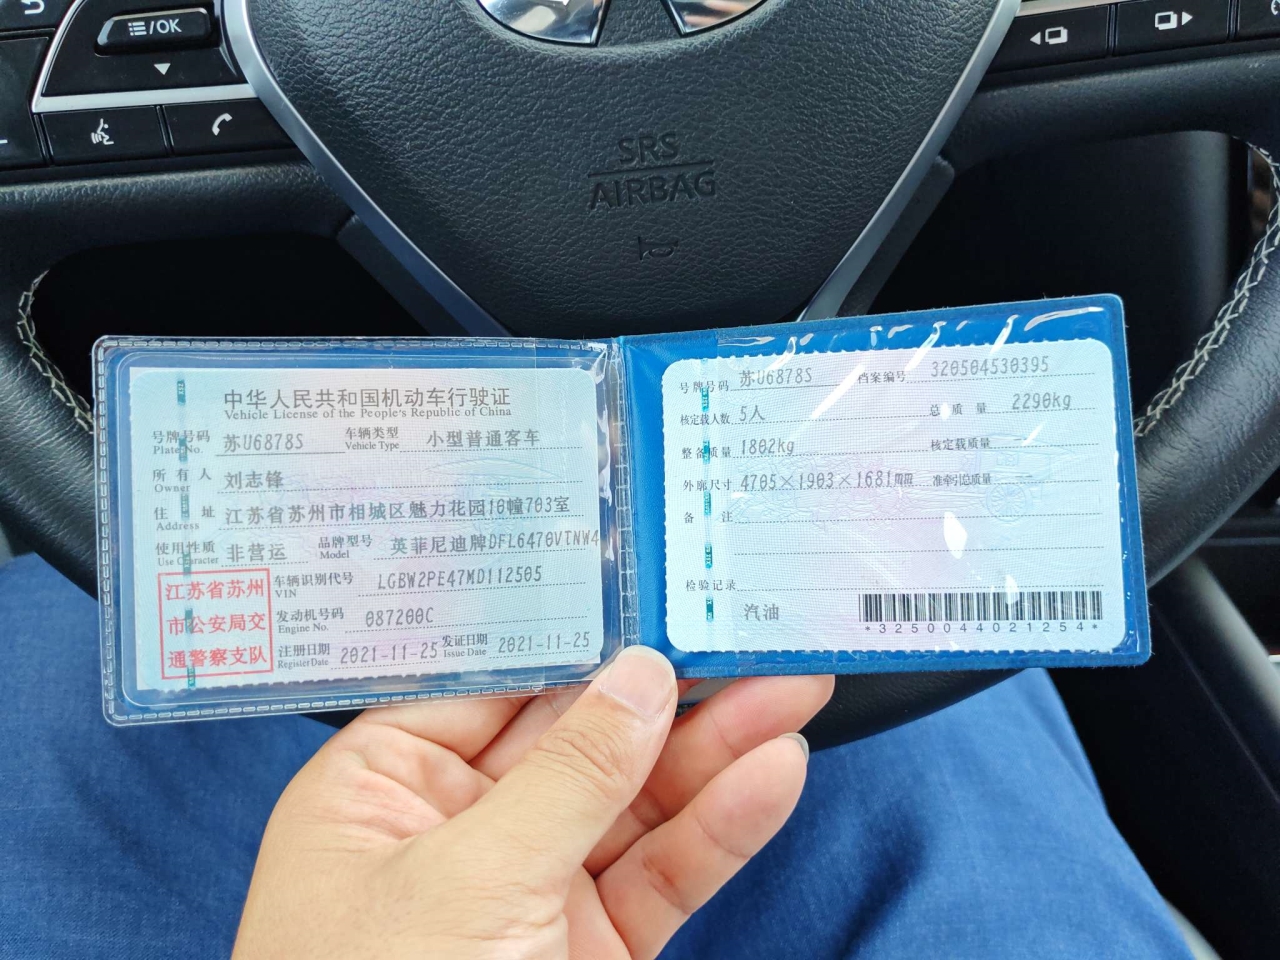 ☰/OK
SRS
AIRBAG
中华人民共和国机动车行驶证
Vehicle License of the People's Republic of China
号牌号码 苏U6878S 车辆类型 小型普通客车
Plate No. Vehicle Type
所有人 刘志锋
Owner
住址 江苏省苏州市相城区魅力花园10幢703室
Address
使用性质 非营运 品牌型号 英菲尼迪牌DFL6470VTNW4
Use Character Model
江苏省苏州
市公安局交
通警察支队
车辆识别代号 LGBW2PE47MD112505
VIN
发动机号码 087200C
Engine No.
注册日期 2021-11-25 发证日期 2021-11-25
Register Date Issue Date
号牌号码 苏U6878S 档案编号 320504530395
核定载人数 5人 总质量 2290kg
整备质量 1802kg 核定载质量 --
外廓尺寸 4705×1903×1681mm 准牵引总质量 --
备注
检验记录
汽油
*3250044021254*